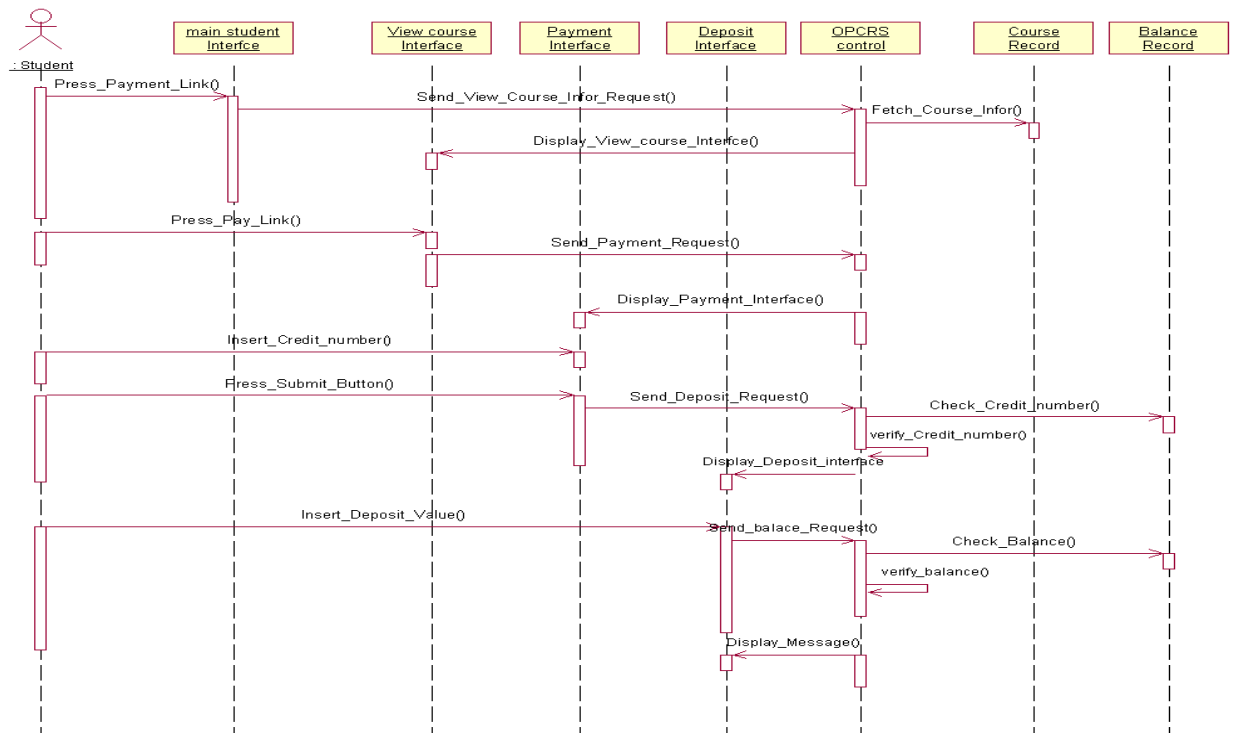 main student
Interfce
View course
Interface
Payment
Interface
Deposit
Interface
OPCRS
control
Course
Record
Balance
Record
: Student
Press_Payment_Link()
Send_View_Course_Infor_Request()
Fetch_Course_Infor()
Display_View_course_Interfce()
Press_Pay_Link()
Send_Payment_Request()
Display_Payment_Interface()
Insert_Credit_number()
Press_Submit_Button()
Send_Deposit_Request()
Check_Credit_number()
verify_Credit_number()
Display_Deposit_interface
Insert_Deposit_Value()
Send_balace_Request()
Check_Balance()
verify_balance()
Display_Message()